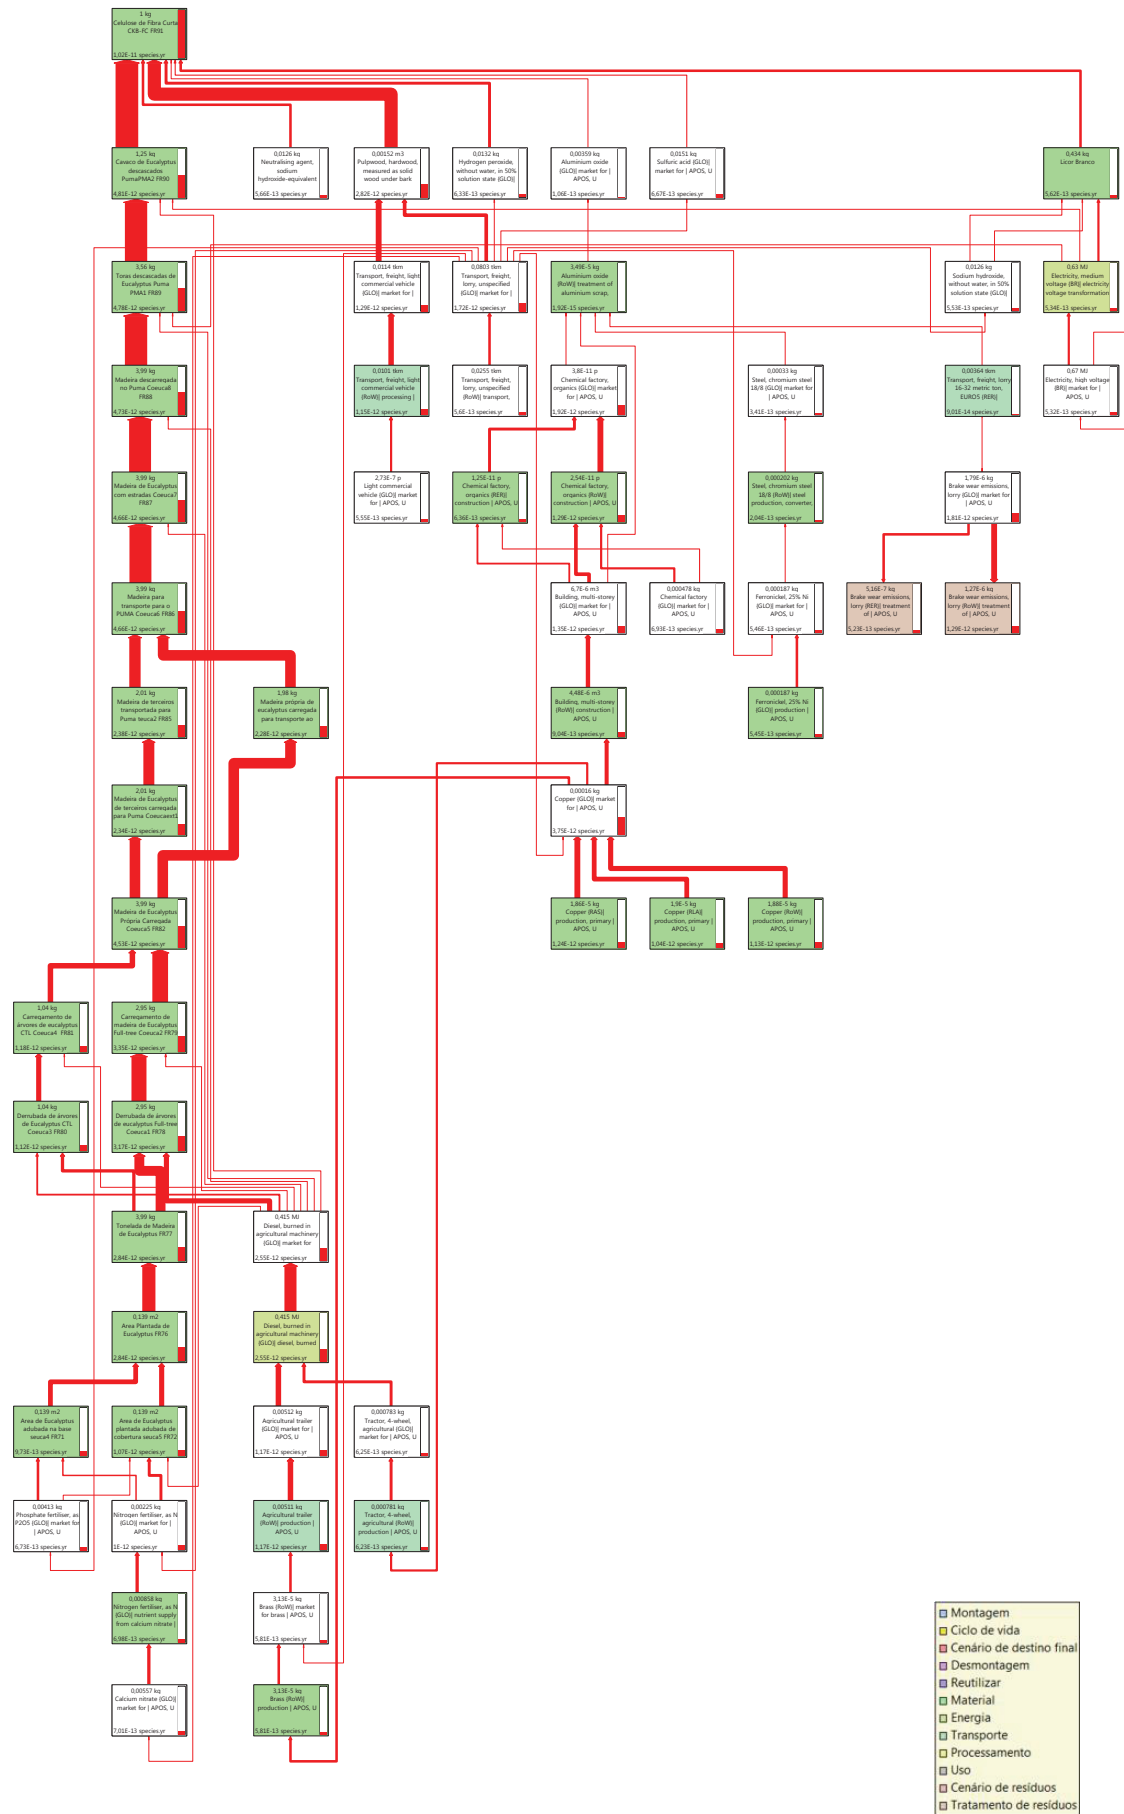 1 kg
Celulose de Fibra Curta
CKB-FC FR91
1,02E-11 species.yr
1,25 kg
Cavaco de Eucalyptus
descascados
PumaPMA2 FR90
4,81E-12 species.yr
0,0126 kg
Neutralising agent,
sodium
hydroxide-equivalent
5,66E-13 species.yr
0,00152 m3
Pulpwood, hardwood,
measured as solid
wood under bark
2,82E-12 species.yr
0,0132 kg
Hydrogen peroxide,
without water, in 50%
solution state {GLO}|
6,33E-13 species.yr
0,00359 kg
Aluminium oxide
{GLO}| market for |
APOS, U
1,06E-13 species.yr
0,0151 kg
Sulfuric acid {GLO}|
market for | APOS, U
6,67E-13 species.yr
0,434 kg
Licor Branco
5,62E-13 species.yr
3,56 kg
Toras descascadas de
Eucalyptus Puma
PMA1 FR89
4,78E-12 species.yr
0,0114 tkm
Transport, freight, light
commercial vehicle
{GLO}| market for |
1,29E-12 species.yr
0,0803 tkm
Transport, freight,
lorry, unspecified
{GLO}| market for |
1,72E-12 species.yr
3,49E-5 kg
Aluminium oxide
{RoW}| treatment of
aluminium scrap,
1,92E-15 species.yr
0,0126 kg
Sodium hydroxide,
without water, in 50%
solution state {GLO}|
5,53E-13 species.yr
0,63 MJ
Electricity, medium
voltage {BR}| electricity
voltage transformation
5,34E-13 species.yr
3,99 kg
Madeira descarregada
no Puma Coeuca8
FR88
4,73E-12 species.yr
0,0101 tkm
Transport, freight, light
commercial vehicle
{RoW}| processing |
1,15E-12 species.yr
0,0255 tkm
Transport, freight,
lorry, unspecified
{RoW}| transport,
5,6E-13 species.yr
3,8E-11 p
Chemical factory,
organics {GLO}| market
for | APOS, U
1,92E-12 species.yr
0,00033 kg
Steel, chromium steel
18/8 {GLO}| market for
| APOS, U
3,41E-13 species.yr
0,00364 tkm
Transport, freight, lorry
16-32 metric ton,
EURO5 {RER}|
9,01E-14 species.yr
0,67 MJ
Electricity, high voltage
{BR}| market for |
APOS, U
5,32E-13 species.yr
3,99 kg
Madeira de Eucalyptus
com estradas Coeuca7
FR87
4,66E-12 species.yr
2,73E-7 p
Light commercial
vehicle {GLO}| market
for | APOS, U
5,55E-13 species.yr
1,25E-11 p
Chemical factory,
organics {RER}|
construction | APOS, U
6,36E-13 species.yr
2,54E-11 p
Chemical factory,
organics {RoW}|
construction | APOS, U
1,29E-12 species.yr
0,000202 kg
Steel, chromium steel
18/8 {RoW}| steel
production, converter,
2,04E-13 species.yr
1,79E-6 kg
Brake wear emissions,
lorry {GLO}| market for
| APOS, U
1,81E-12 species.yr
3,99 kg
Madeira para
transporte para o
PUMA Coeuca6 FR86
4,66E-12 species.yr
6,7E-6 m3
Building, multi-storey
{GLO}| market for |
APOS, U
1,35E-12 species.yr
0,000478 kg
Chemical factory
{GLO}| market for |
APOS, U
6,93E-13 species.yr
0,000187 kg
Ferronickel, 25% Ni
{GLO}| market for |
APOS, U
5,46E-13 species.yr
5,16E-7 kg
Brake wear emissions,
lorry {RER}| treatment
of | APOS, U
5,23E-13 species.yr
1,27E-6 kg
Brake wear emissions,
lorry {RoW}| treatment
of | APOS, U
1,29E-12 species.yr
2,01 kg
Madeira de terceiros
transportada para
Puma teuca2 FR85
2,38E-12 species.yr
1,98 kg
Madeira própria de
eucalyptus carregada
para transporte ao
2,28E-12 species.yr
4,48E-6 m3
Building, multi-storey
{RoW}| construction |
APOS, U
9,04E-13 species.yr
0,000187 kg
Ferronickel, 25% Ni
{GLO}| production |
APOS, U
5,45E-13 species.yr
2,01 kg
Madeira de Eucalyptus
de terceiros carregada
para Puma Coeucaext1
2,34E-12 species.yr
0,00016 kg
Copper {GLO}| market
for | APOS, U
3,75E-12 species.yr
3,99 kg
Madeira de Eucalyptus
Própria Carregada
Coeuca5 FR82
4,53E-12 species.yr
1,86E-5 kg
Copper {RAS}|
production, primary |
APOS, U
1,24E-12 species.yr
1,9E-5 kg
Copper {RLA}|
production, primary |
APOS, U
1,04E-12 species.yr
1,88E-5 kg
Copper {RoW}|
production, primary |
APOS, U
1,13E-12 species.yr
1,04 kg
Carregamento de
árvores de eucalyptus
CTL Coeuca4 FR81
1,18E-12 species.yr
2,95 kg
Carregamento de
madeira de Eucalyptus
Full-tree Coeuca2 FR79
3,35E-12 species.yr
1,04 kg
Derrubada de árvores
de Eucalyptus CTL
Coeuca3 FR80
1,12E-12 species.yr
2,95 kg
Derrubada de árvores
de eucalyptus Full-tree
Coeuca1 FR78
3,17E-12 species.yr
3,99 kg
Tonelada de Madeira
de Eucalyptus FR77
2,84E-12 species.yr
0,415 MJ
Diesel, burned in
agricultural machinery
{GLO}| market for
2,55E-12 species.yr
0,139 m2
Area Plantada de
Eucalyptus FR76
2,84E-12 species.yr
0,415 MJ
Diesel, burned in
agricultural machinery
{GLO}| diesel, burned
2,55E-12 species.yr
0,139 m2
Area de Eucalyptus
adubada na base
seuca4 FR71
9,73E-13 species.yr
0,139 m2
Area de Eucalyptus
plantada adubada de
cobertura seuca5 FR72
1,07E-12 species.yr
0,00512 kg
Agricultural trailer
{GLO}| market for |
APOS, U
1,17E-12 species.yr
0,000783 kg
Tractor, 4-wheel,
agricultural {GLO}|
market for | APOS, U
6,25E-13 species.yr
0,00413 kg
Phosphate fertiliser, as
P2O5 {GLO}| market for
| APOS, U
6,73E-13 species.yr
0,00225 kg
Nitrogen fertiliser, as N
{GLO}| market for |
APOS, U
1E-12 species.yr
0,00511 kg
Agricultural trailer
{RoW}| production |
APOS, U
1,17E-12 species.yr
0,000781 kg
Tractor, 4-wheel,
agricultural {RoW}|
production | APOS, U
6,23E-13 species.yr
0,000858 kg
Nitrogen fertiliser, as N
{GLO}| nutrient supply
from calcium nitrate |
6,98E-13 species.yr
3,13E-5 kg
Brass {RoW}| market
for brass | APOS, U
5,81E-13 species.yr
0,00557 kg
Calcium nitrate {GLO}|
market for | APOS, U
7,01E-13 species.yr
3,13E-5 kg
Brass {RoW}|
production | APOS, U
5,81E-13 species.yr
Montagem
Ciclo de vida
Cenário de destino final
Desmontagem
Reutilizar
Material
Energia
Transporte
Processamento
Uso
Cenário de resíduos
Tratamento de resíduos